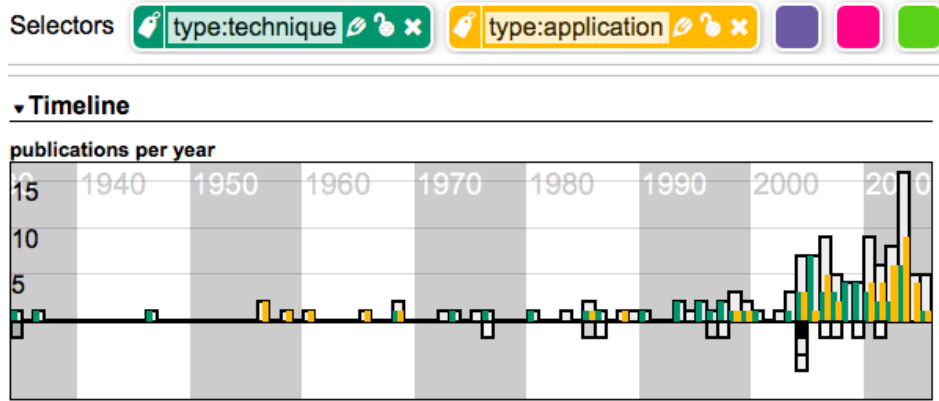 Selectors type:technique type:application
Timeline
publications per year
1940 1950 1960 1970 1980 1990 2000
15
10
5